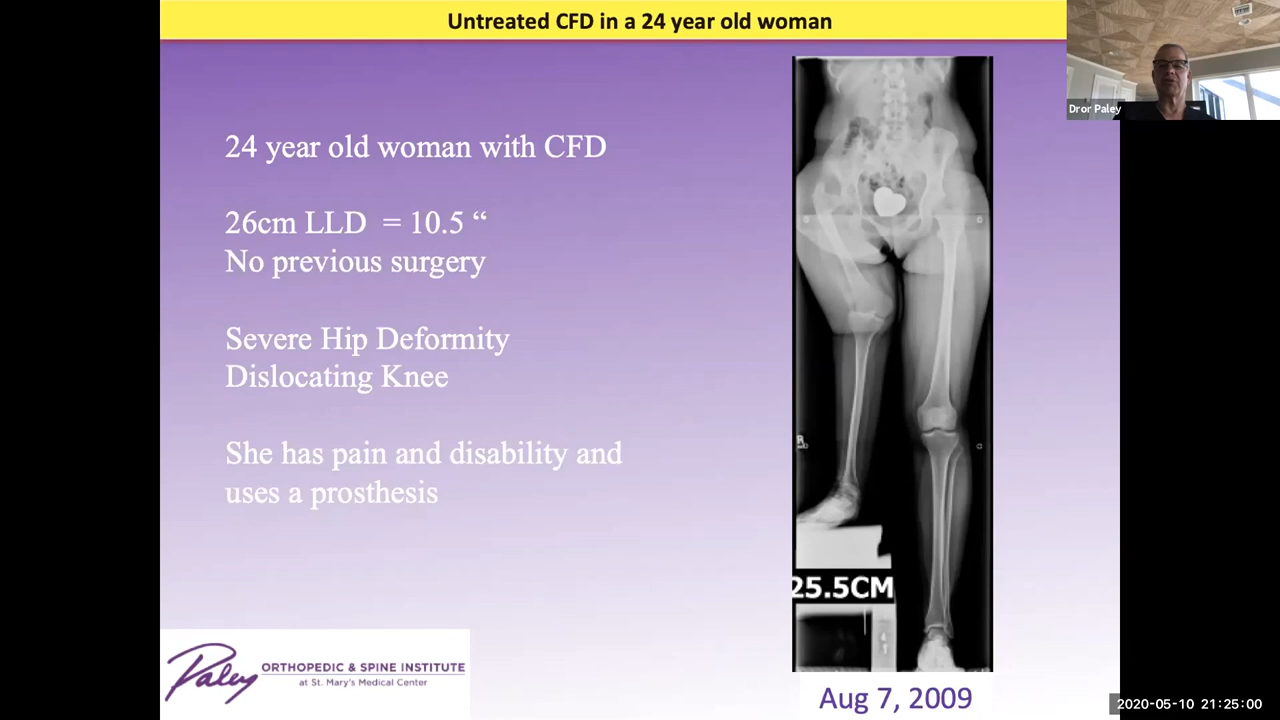 Untreated CFD in a 24 year old woman
Dror Paley
24 year old woman with CFD
26cm LLD = 10.5 “
No previous surgery
Severe Hip Deformity
Dislocating Knee
She has pain and disability and
uses a prosthesis
R
25.5CM
Paley
ORTHOPEDIC & SPINE INSTITUTE
at St. Mary's Medical Center
Aug 7, 2009
2020-05-10 21:25:00